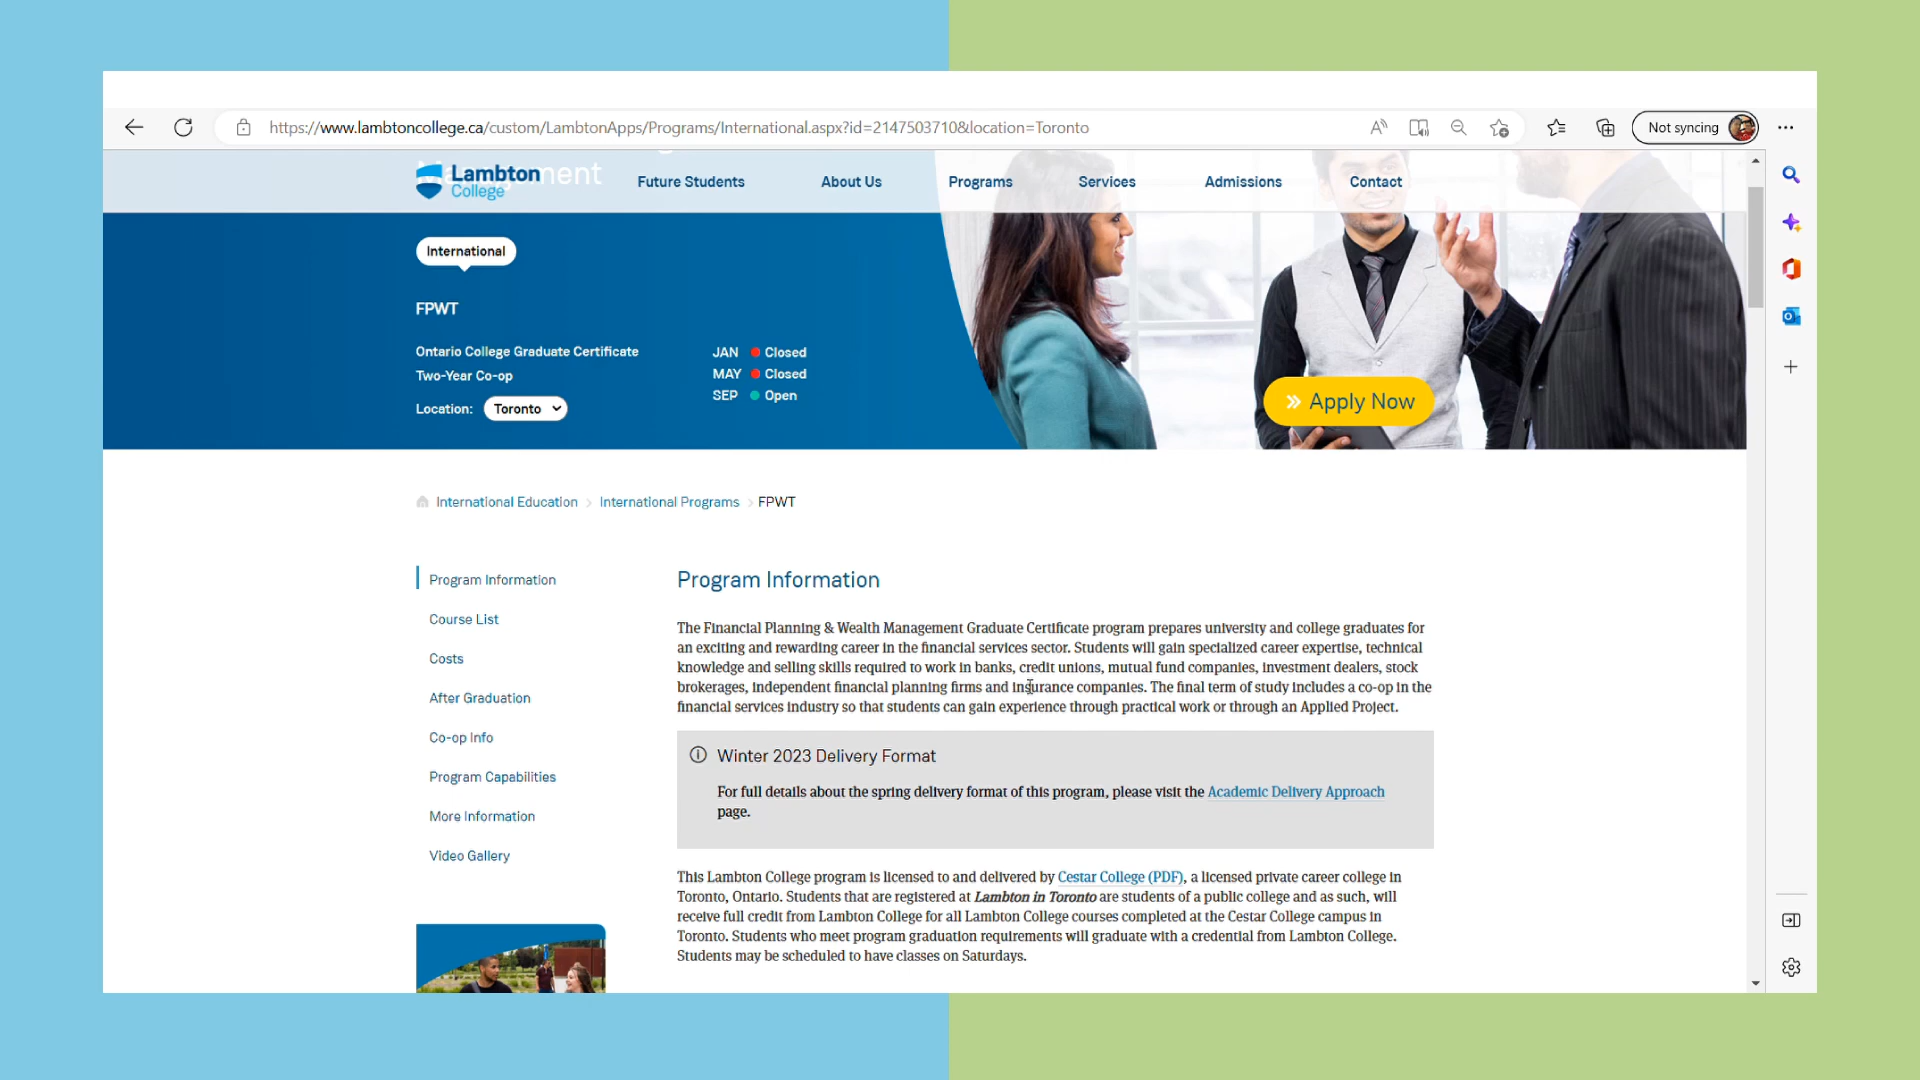 https://www.lambtoncollege.ca/custom/LambtonApps/Programs/International.aspx?id=2147503710&location=Toronto
Not syncing
Lambton
College
Future Students
About Us
Programs
Services
Admissions
Contact
International
FPWT
Ontario College Graduate Certificate
Two-Year Co-op
Location: Toronto
JAN Closed
MAY Closed
SEP Open
Apply Now
International Education > International Programs > FPWT
Program Information
Course List
Costs
After Graduation
Co-op Info
Program Capabilities
More Information
Video Gallery
Program Information
The Financial Planning & Wealth Management Graduate Certificate program prepares university and college graduates for
an exciting and rewarding career in the financial services sector. Students will gain specialized career expertise, technical
knowledge and selling skills required to work in banks, credit unions, mutual fund companies, investment dealers, stock
brokerages, independent financial planning firms and insurance companies. The final term of study includes a co-op in the
financial services industry so that students can gain experience through practical work or through an Applied Project.
Winter 2023 Delivery Format
For full details about the spring delivery format of this program, please visit the Academic Delivery Approach
page.
This Lambton College program is licensed to and delivered by Cestar College (PDF), a licensed private career college in
Toronto, Ontario. Students that are registered at Lambton in Toronto are students of a public college and as such, will
receive full credit from Lambton College for all Lambton College courses completed at the Cestar College campus in
Toronto. Students who meet program graduation requirements will graduate with a credential from Lambton College.
Students may be scheduled to have classes on Saturdays.